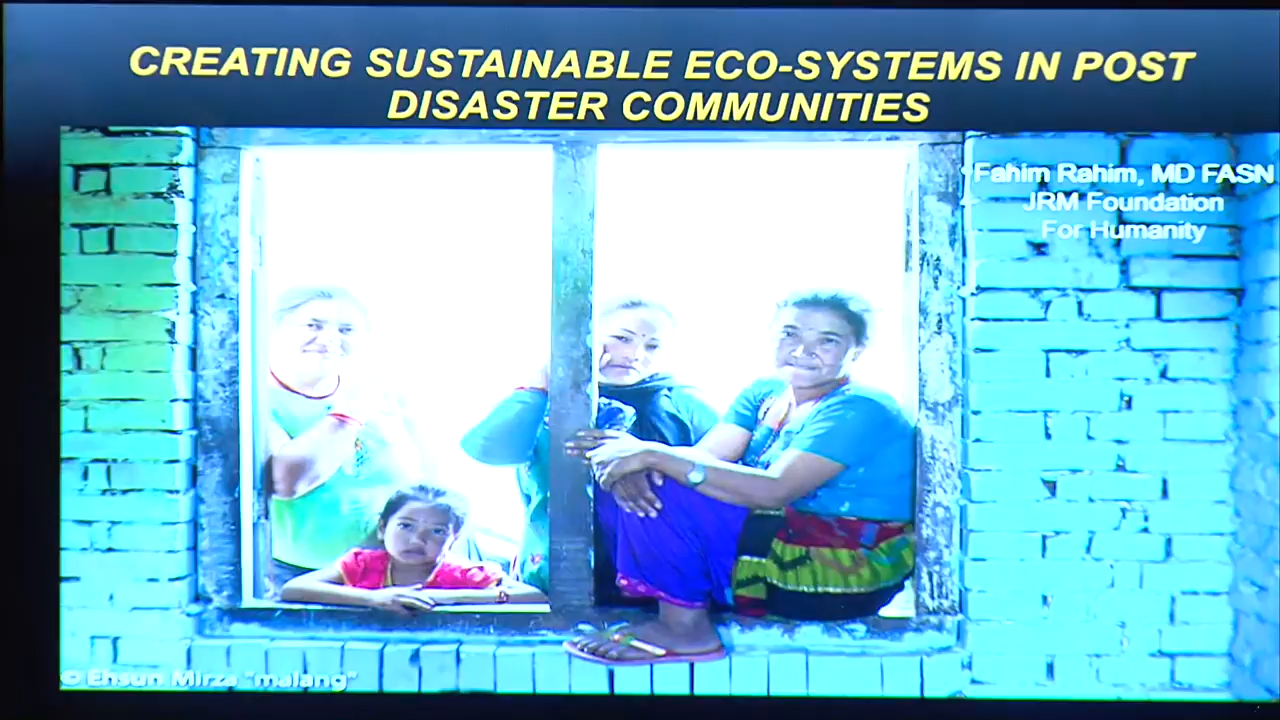 CREATING SUSTAINABLE ECO-SYSTEMS IN POST
DISASTER COMMUNITIES
Fahim Rahim, MD FASN
JRM Foundation
For Humanity
© Ehsun Mirza "malang"